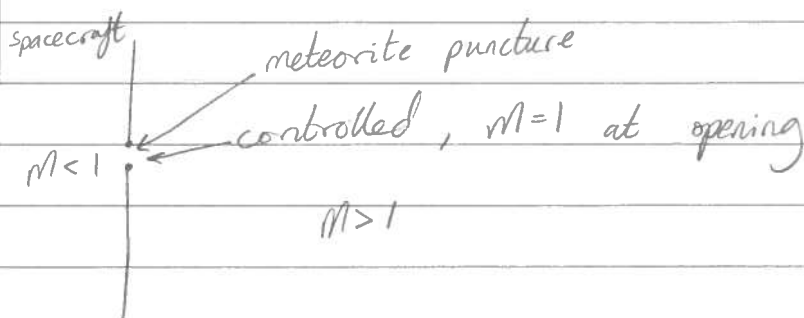 spacecraft
meteorite puncture
controlled, M=1 at opening
M<1
M>1